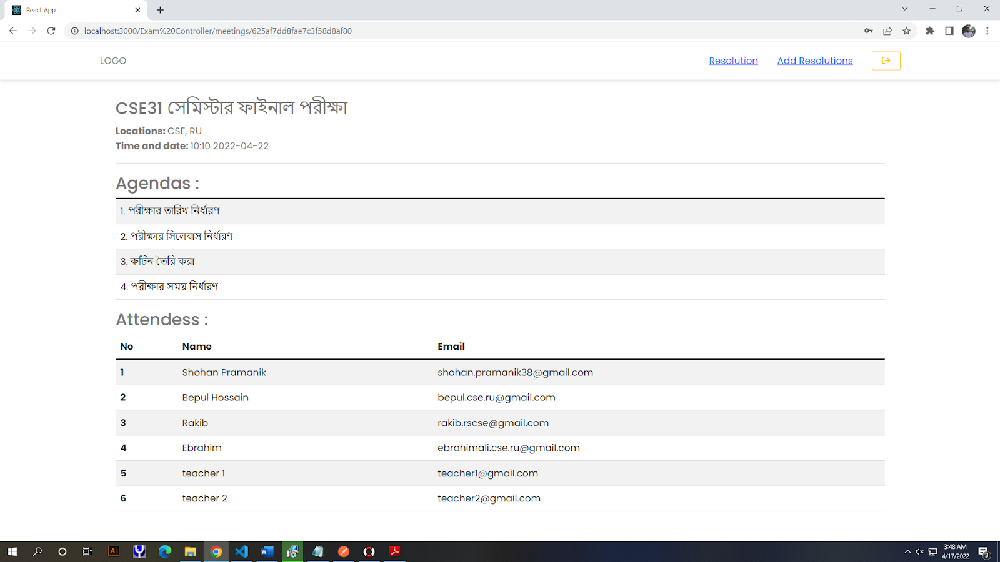 React App
localhost:3000/Exam%20Controller/meetings/625af7dd8fae7c3f58d8af80
LOGO
Resolution
Add Resolutions
CSE31 সেমিস্টার ফাইনাল পরীক্ষা
Locations: CSE, RU
Time and date: 10:10 2022-04-22
Agendas :
1. পরীক্ষার তারিখ নির্ধারণ
2. পরীক্ষার সিলেবাস নির্ধারণ
3. রুটিন তৈরি করা
4. পরীক্ষার সময় নির্ধারণ
Attendess :
No Name Email
1 Shohan Pramanik shohan.pramanik38@gmail.com
2 Bepul Hossain bepul.cse.ru@gmail.com
3 Rakib rakib.rscse@gmail.com
4 Ebrahim ebrahimali.cse.ru@gmail.com
5 teacher 1 teacher1@gmail.com
6 teacher 2 teacher2@gmail.com
Ai
3:48 AM
4/17/2022
3